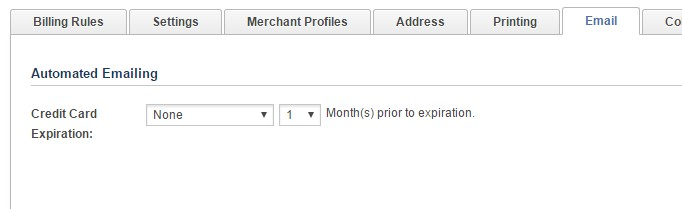 Billing Rules Settings Merchant Profiles Address Printing Email Co
Automated Emailing
Credit Card None 1 Month(s) prior to expiration.
Expiration: